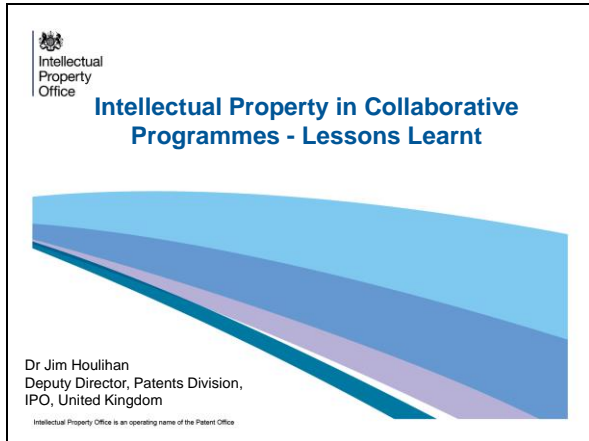 Intellectual
Property
Office
Intellectual Property in Collaborative
Programmes - Lessons Learnt
Dr Jim Houlihan
Deputy Director, Patents Division,
IPO, United Kingdom
Intellectual Property Office is an operating name of the Patent Office